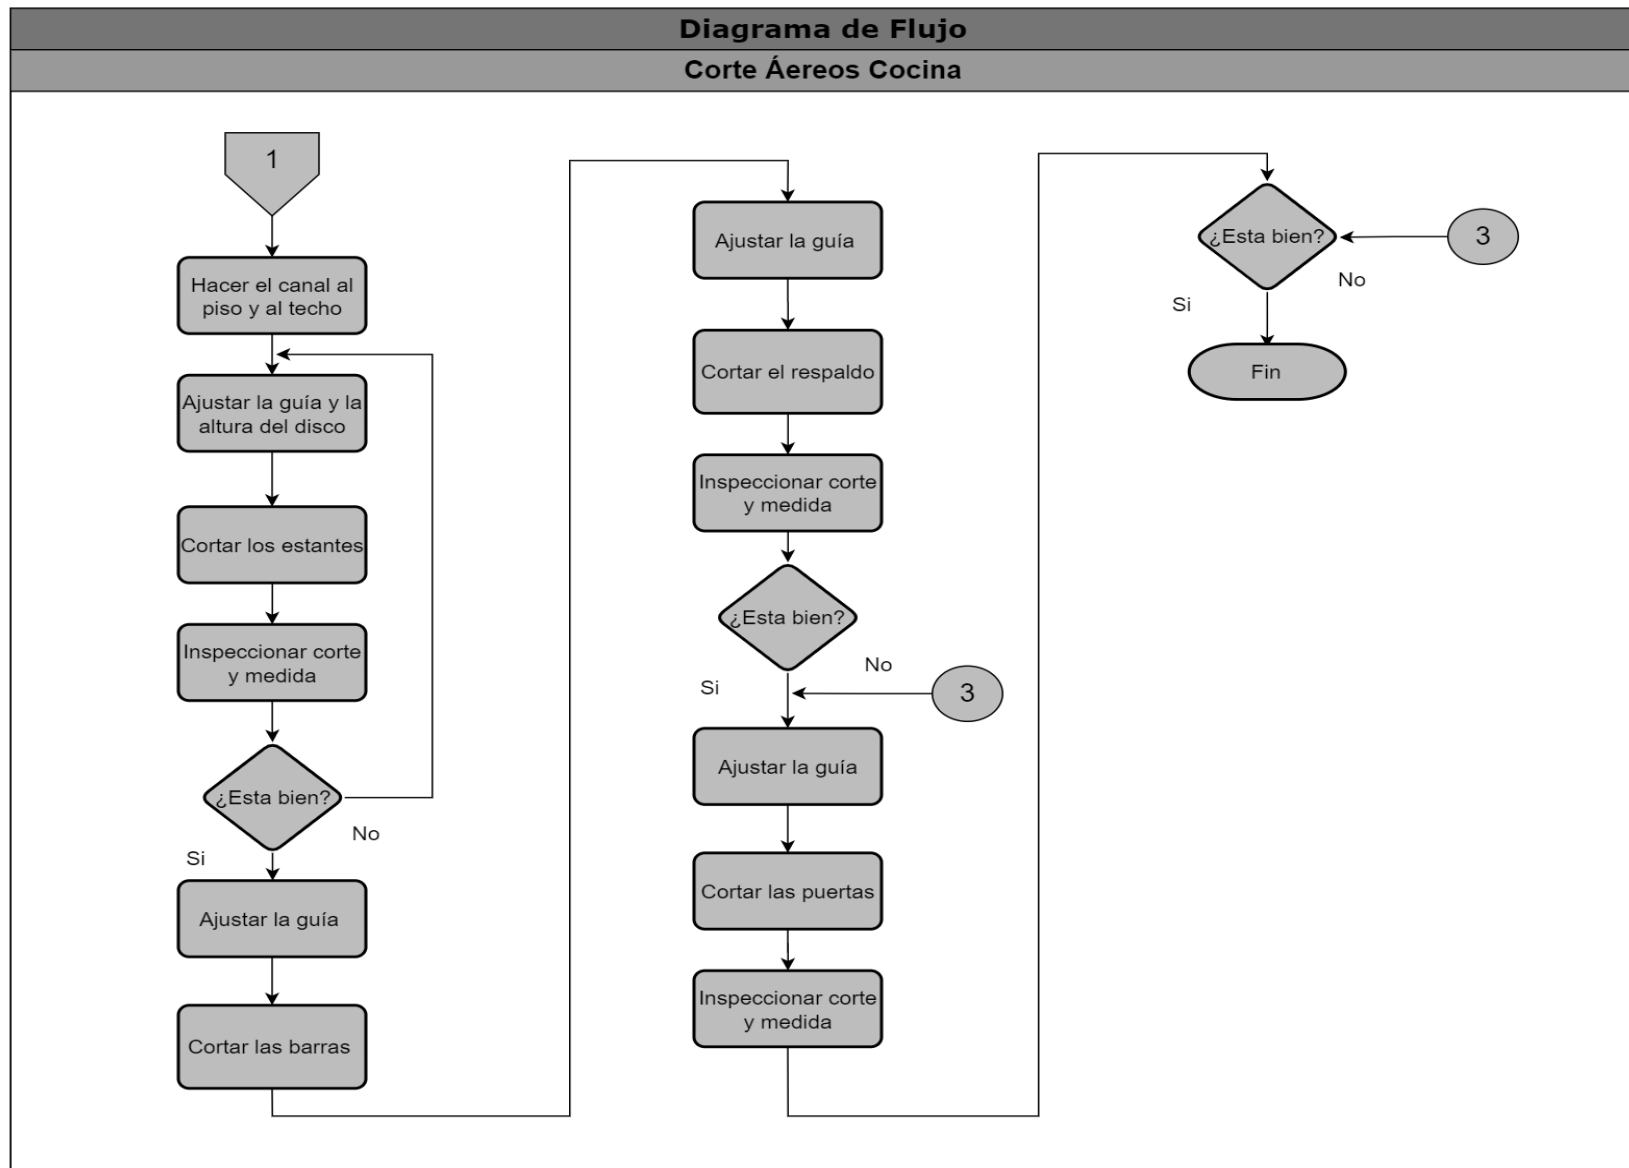 Diagrama de Flujo
Corte Áereos Cocina
1
Hacer el canal al
piso y al techo
Ajustar la guía y la
altura del disco
Cortar los estantes
Inspeccionar corte
y medida
¿Esta bien?
No
Si
Ajustar la guía
Cortar las barras
Ajustar la guía
Cortar el respaldo
Inspeccionar corte
y medida
¿Esta bien?
No
Si
3
Ajustar la guía
Cortar las puertas
Inspeccionar corte
y medida
¿Esta bien?
3
No
Si
Fin